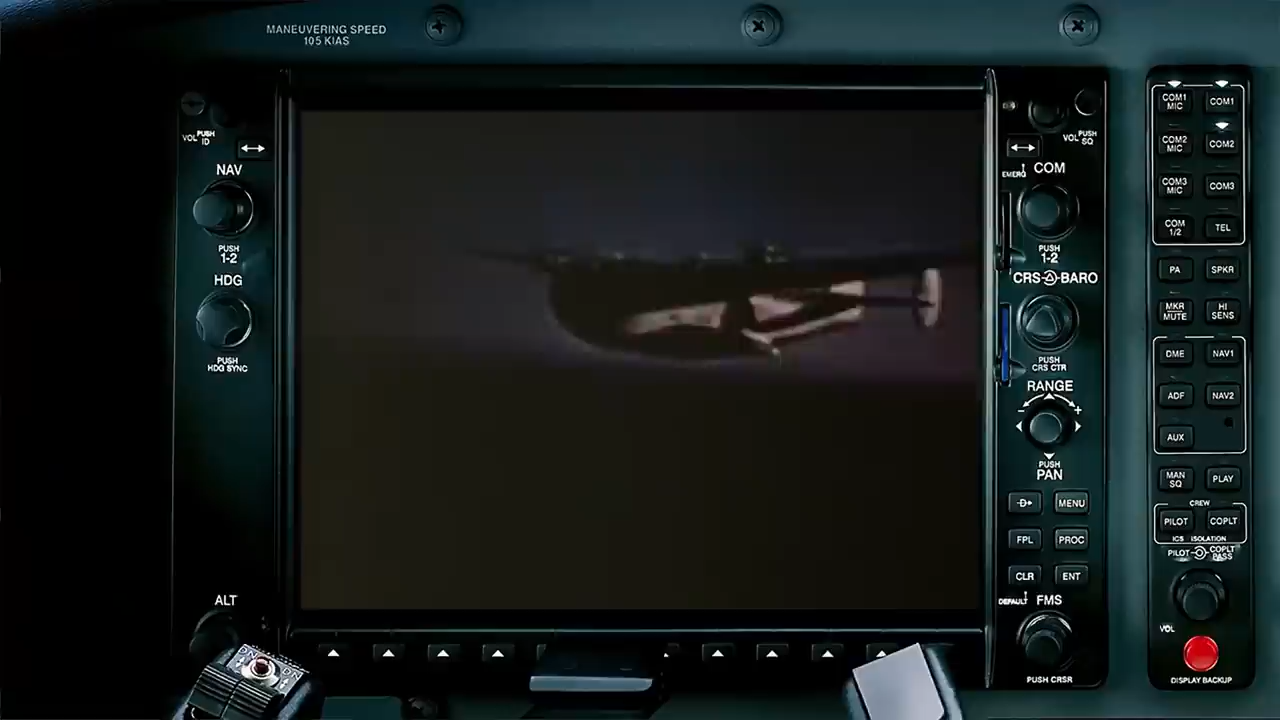 MANEUVERING SPEED
105 KIAS
VOL PUSH
ID
NAV
PUSH
1-2
HDG
PUSH
HDG SYNC
ALT
VOL PUSH
SQ
EMERG
COM
PUSH
1-2
CRS BARO
PUSH
CRS CTR
RANGE
- +
PUSH
PAN
D MENU
FPL PROC
CLR ENT
DEFAULT FMS
PUSH CRSR
COM1
MIC
COM1
COM2
MIC
COM2
COM3
MIC
COM3
COM
1/2
TEL
PA SPKR
MKR
MUTE
HI
SENS
DME NAV1
ADF NAV2
AUX
MAN
SQ
PLAY
CREW
PILOT COPLT
ICS ISOLATION
PILOT COPLT
PASS
VOL
DISPLAY BACKUP
DN
DN